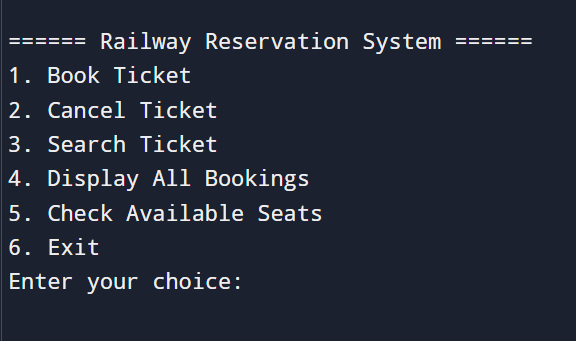 ====== Railway Reservation System ======
1. Book Ticket
2. Cancel Ticket
3. Search Ticket
4. Display All Bookings
5. Check Available Seats
6. Exit
Enter your choice: